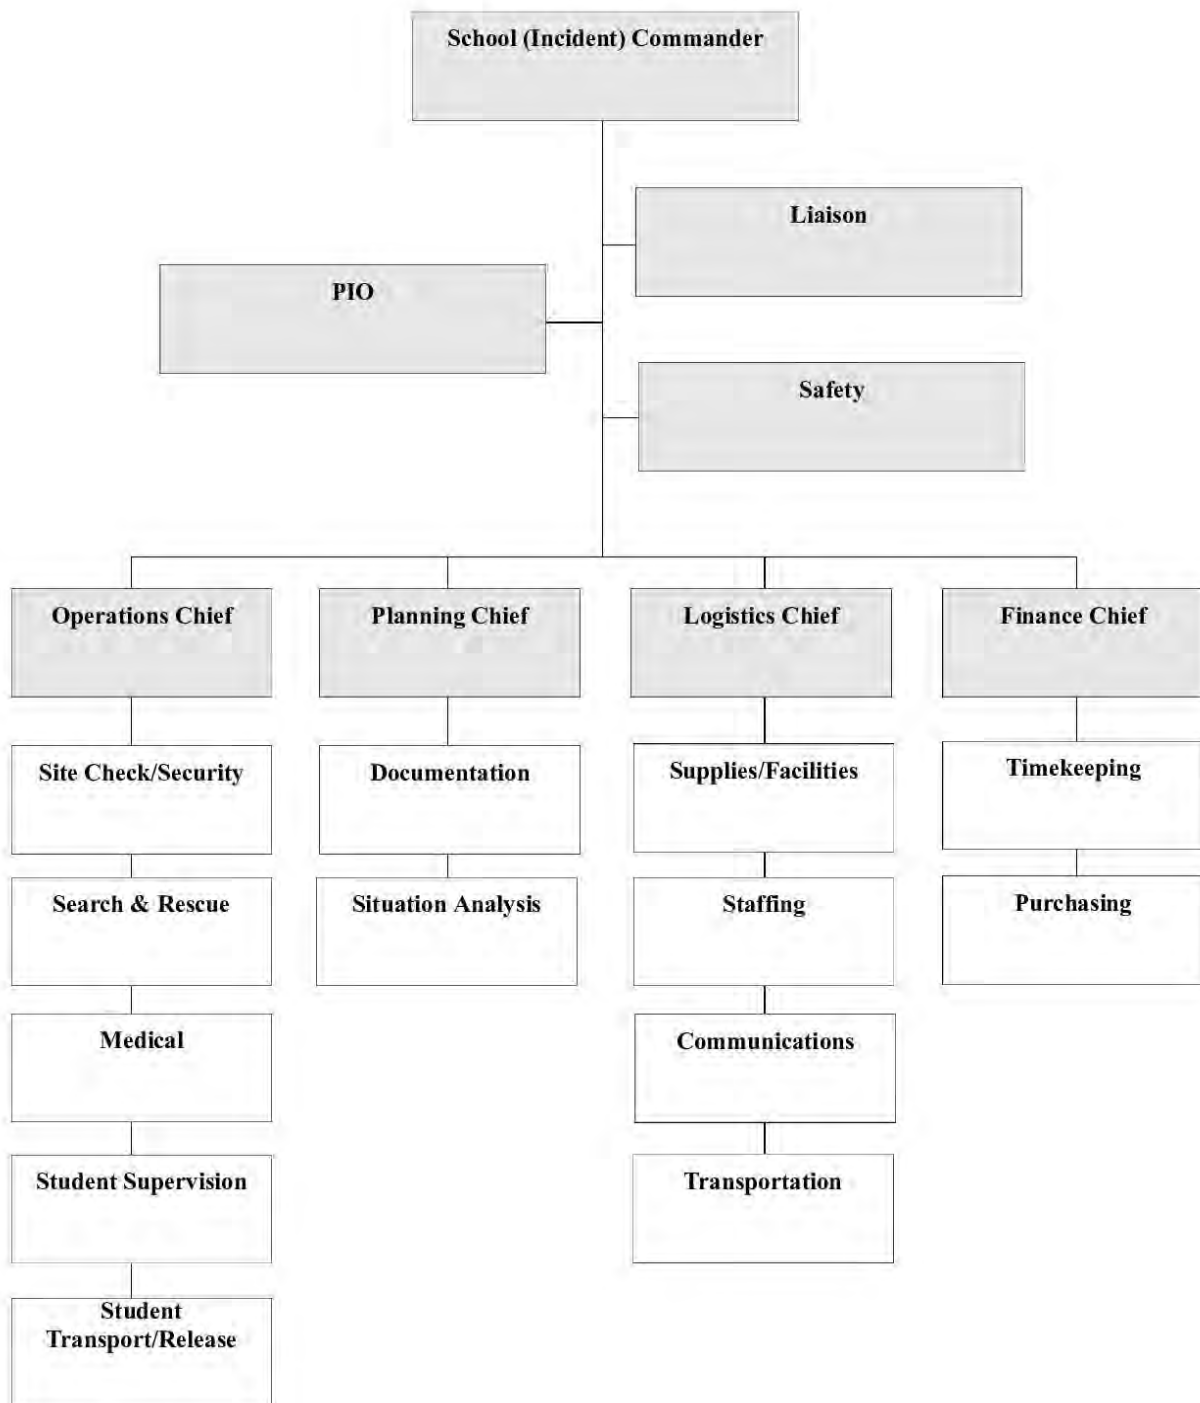 School (Incident) Commander
Liaison
PIO
Safety
Operations Chief
Planning Chief
Logistics Chief
Finance Chief
Site Check/Security
Documentation
Supplies/Facilities
Timekeeping
Search & Rescue
Situation Analysis
Staffing
Purchasing
Medical
Communications
Student Supervision
Transportation
Student
Transport/Release